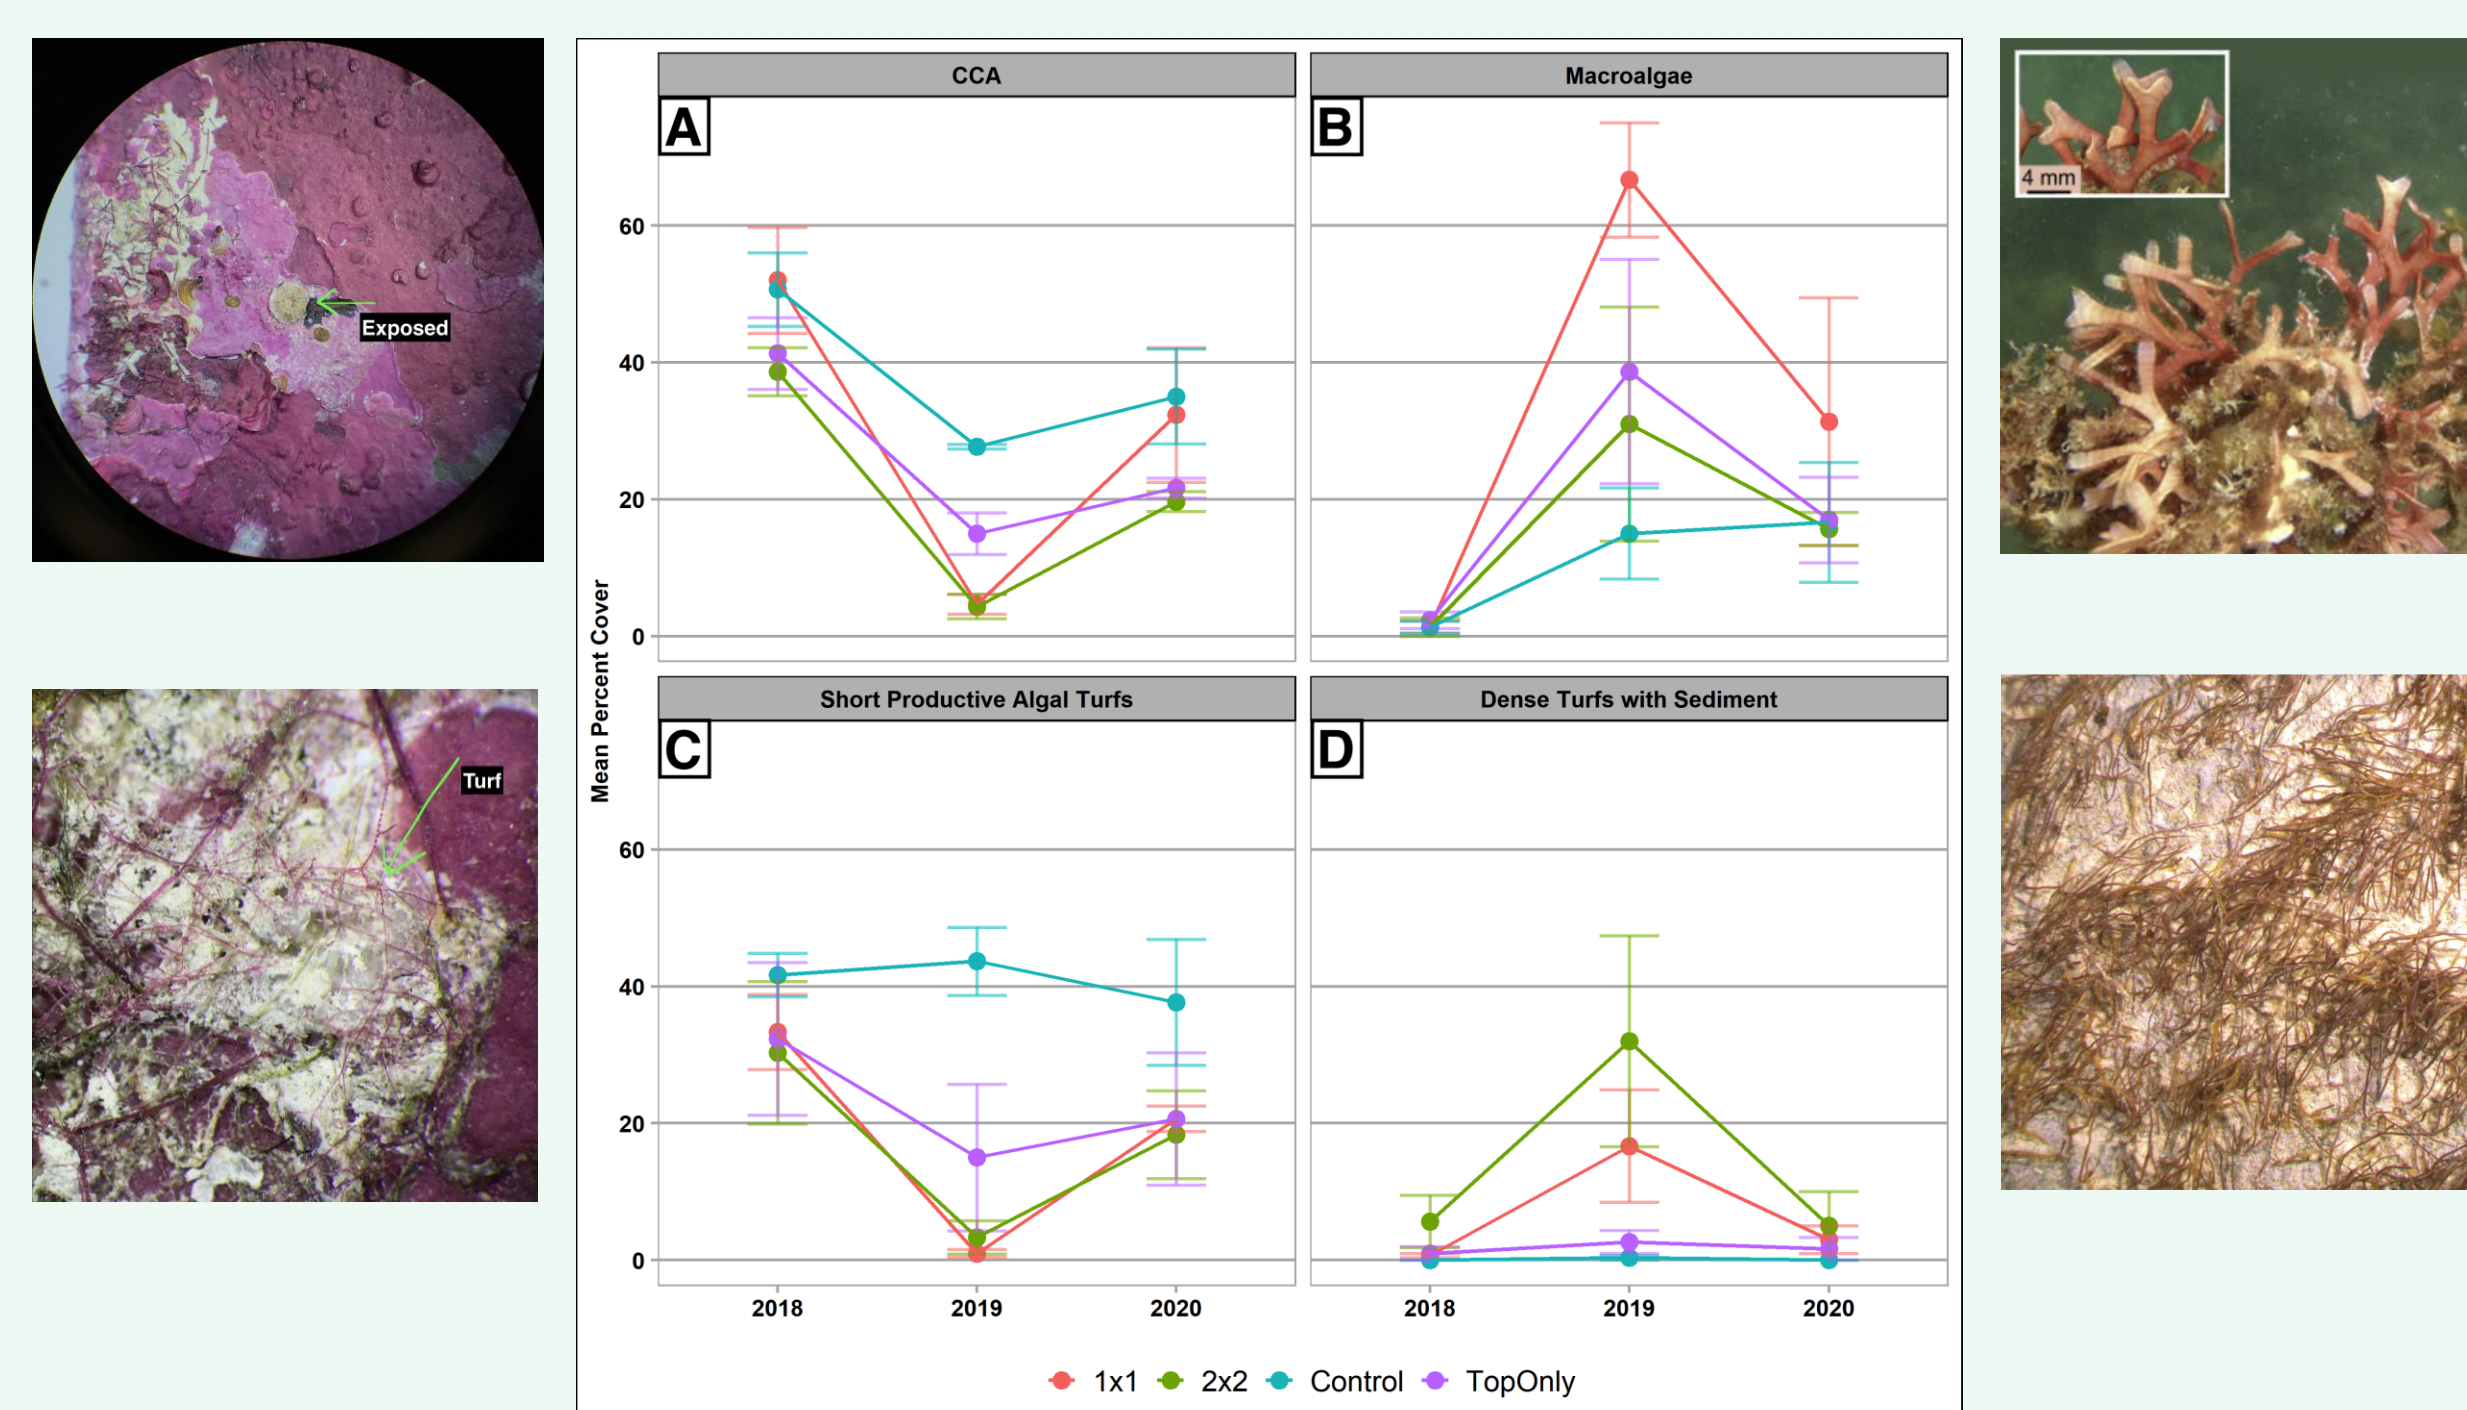 Exposed
Turf
Mean Percent Cover
CCA
A
60
40
20
0
Macroalgae
B
Short Productive Algal Turfs
C
60
40
20
0
Dense Turfs with Sediment
D
2018 2019 2020
2018 2019 2020
1x1 2x2 Control TopOnly
4 mm